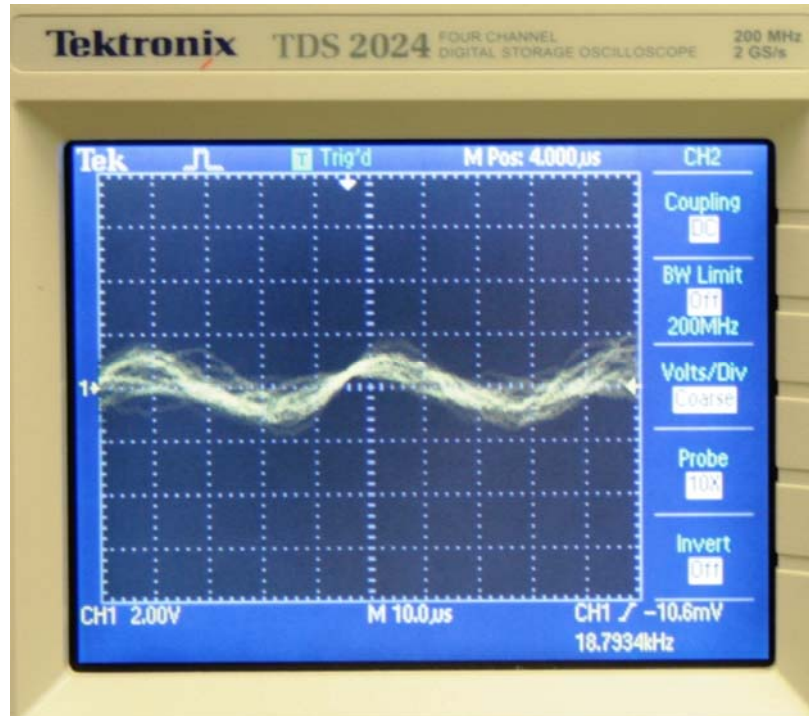 Tektronix TDS 2024 FOUR CHANNEL 200 MHz
DIGITAL STORAGE OSCILLOSCOPE 2 GS/s
Tek T Trig'd M Pos: 4.000µs CH2
Coupling
DC
BW Limit
Off
200MHz
1
Volts/Div
Coarse
Probe
10X
Invert
Off
CH1 2.00V M 10.0µs CH1 -10.6mV
18.7934kHz